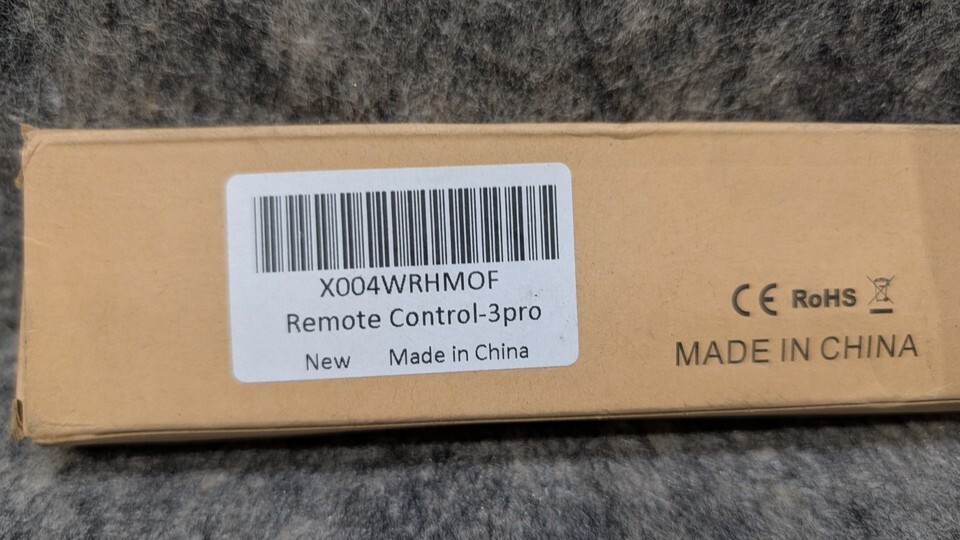 X004WRHMOF
Remote Control-3pro
New Made in China
CE RoHS
MADE IN CHINA